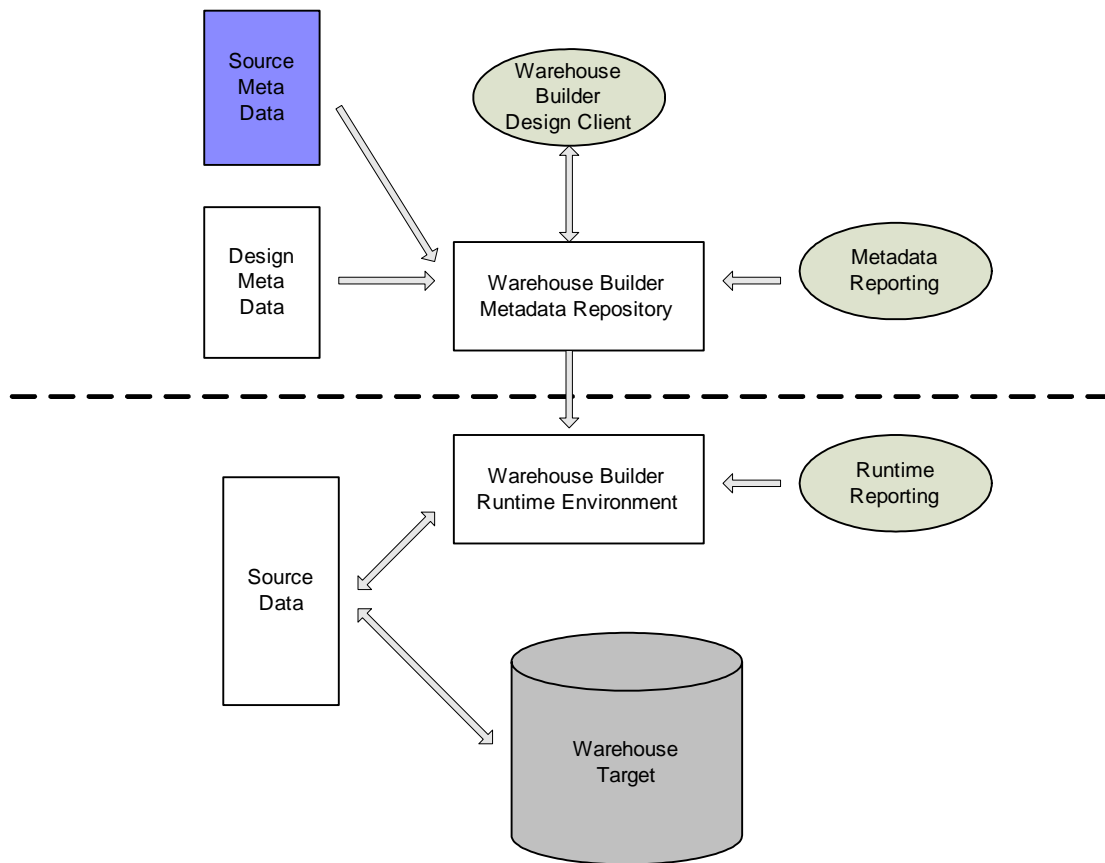 Source
Meta
Data
Warehouse
Builder
Design Client
Design
Meta
Data
Warehouse Builder
Metadata Repository
Metadata
Reporting
Warehouse Builder
Runtime Environment
Runtime
Reporting
Source
Data
Warehouse
Target